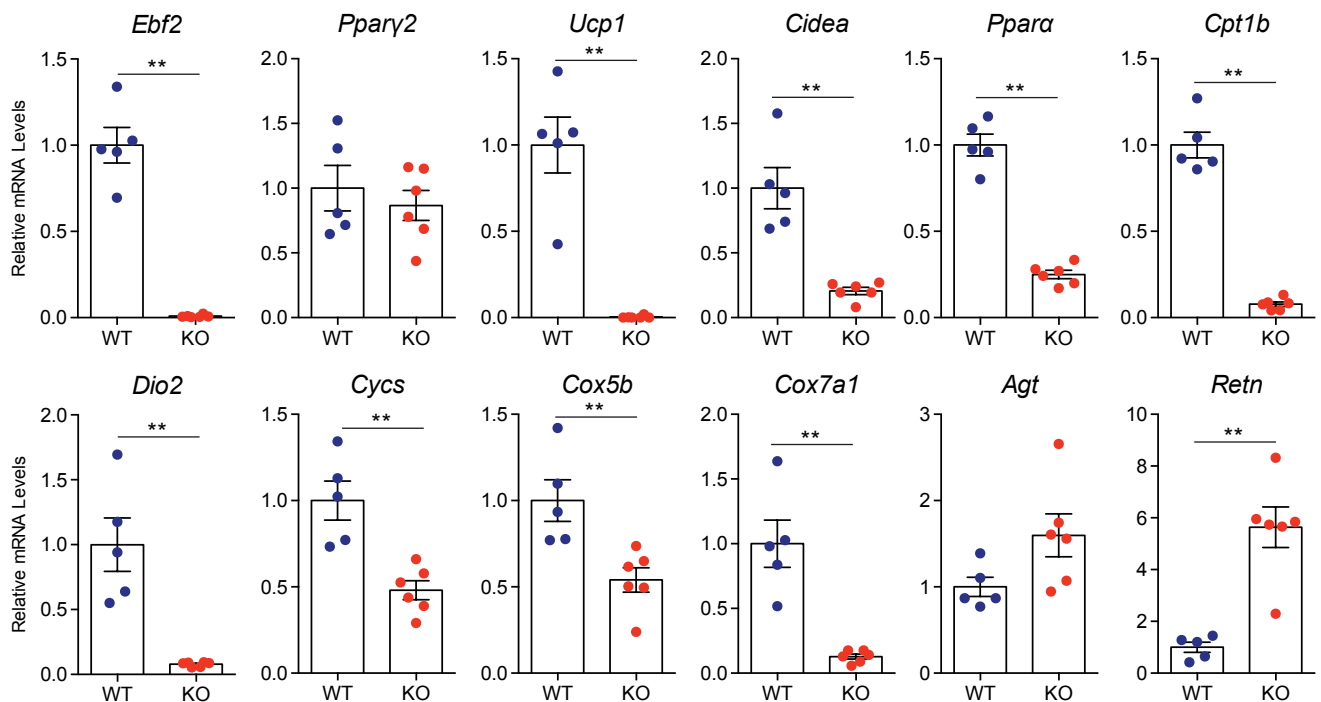 Ebf2 Pparγ2 Ucp1 Cidea Pparα Cpt1b
** ** ** ** **
Relative mRNA Levels
1.5 2.0 1.5 2.0 1.5 1.5
1.5 1.5
1.0 1.0 1.0 1.0
1.0 1.0
0.5 0.5 0.5 0.5 0.5 0.5
0.0 0.0 0.0 0.0 0.0 0.0
WT KO WT KO WT KO WT KO WT KO WT KO
Dio2 Cycs Cox5b Cox7a1 Agt Retn
** ** ** ** **
Relative mRNA Levels
2.0 1.5 1.5 2.0 3 10
8
1.5 1.5
2 6
1.0 1.0 1.0 1.0
4
0.5 0.5 0.5 0.5 1
2
0.0 0.0 0.0 0.0 0 0
WT KO WT KO WT KO WT KO WT KO WT KO